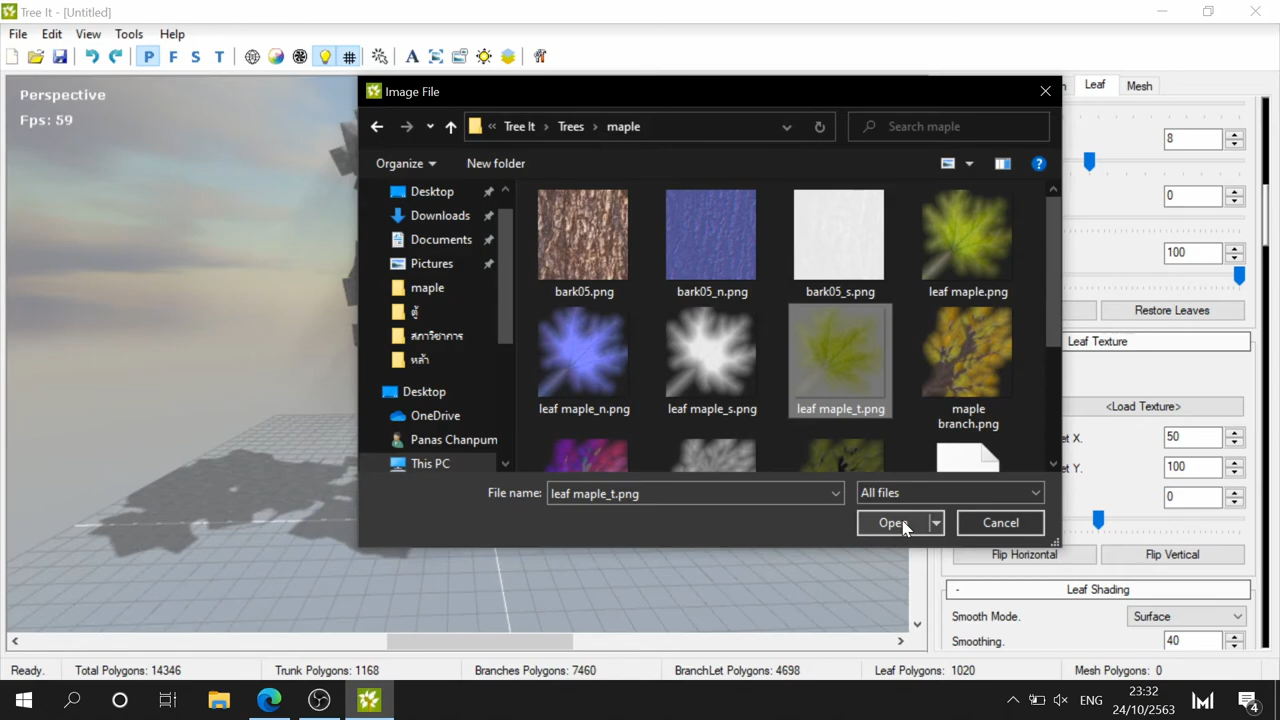 Tree It - [Untitled]
File Edit View Tools Help
P F S T A
Perspective
Fps: 59
Image File
« Tree It › Trees › maple
Search maple
Organize
New folder
Desktop
Downloads
Documents
Pictures
maple
ตู้
สภาวิชาการ
หล้า
Desktop
OneDrive
Panas Chanpum
This PC
bark05.png
bark05_n.png
bark05_s.png
leaf maple.png
leaf maple_n.png
leaf maple_s.png
leaf maple_t.png
maple
branch.png
File name: leaf maple_t.png
All files
Open
Cancel
Leaf
Mesh
8
0
100
Restore Leaves
Leaf Texture
<Load Texture>
et X. 50
et Y. 100
0
Flip Horizontal
Flip Vertical
- Leaf Shading
Smooth Mode. Surface
Smoothing. 40
Ready. Total Polygons: 14346 Trunk Polygons: 1168 Branches Polygons: 7460 BranchLet Polygons: 4698 Leaf Polygons: 1020 Mesh Polygons: 0
ENG
23:32
24/10/2563
4